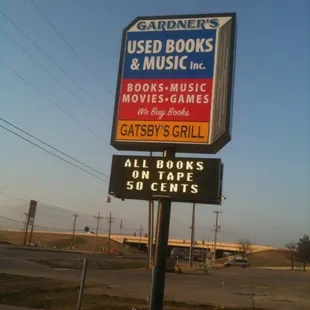 GARDNER'S
USED BOOKS
& MUSIC Inc.
BOOKS•MUSIC
MOVIES•GAMES
We Buy Books
GATSBY'S GRILL
ALL BOOKS
ON TAPE
50 CENTS